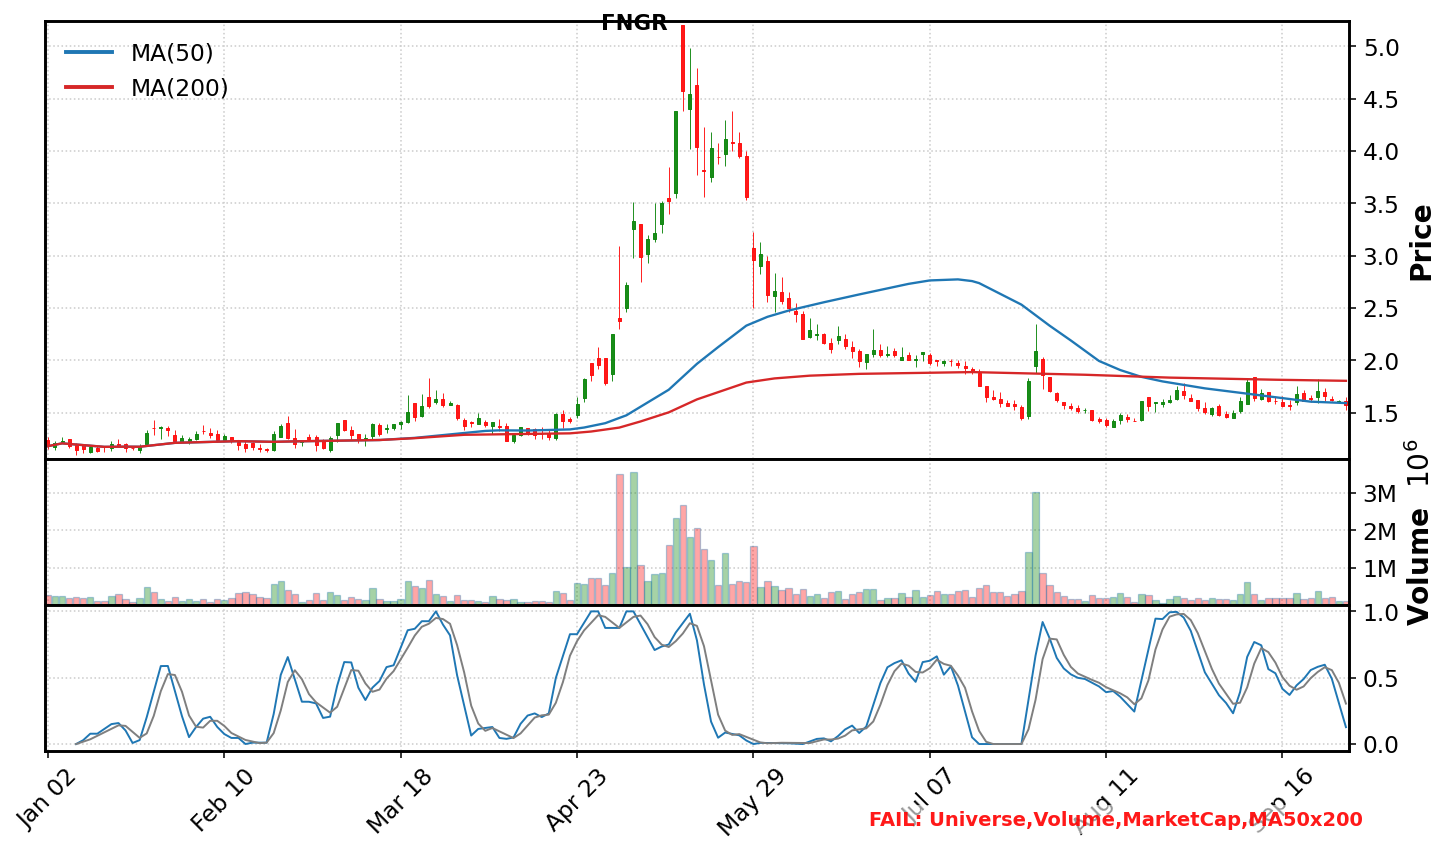 FNGR
MA(50)
MA(200)
5.0
4.5
4.0
3.5
3.0
2.5
2.0
1.5
Price
3M
2M
1M
Volume 10⁶
1.0
0.5
0.0
Jan 02
Feb 10
Mar 18
Apr 23
May 29
Jul 07
Aug 11
Sep 16
FAIL: Universe,Volume,MarketCap,MA50x200